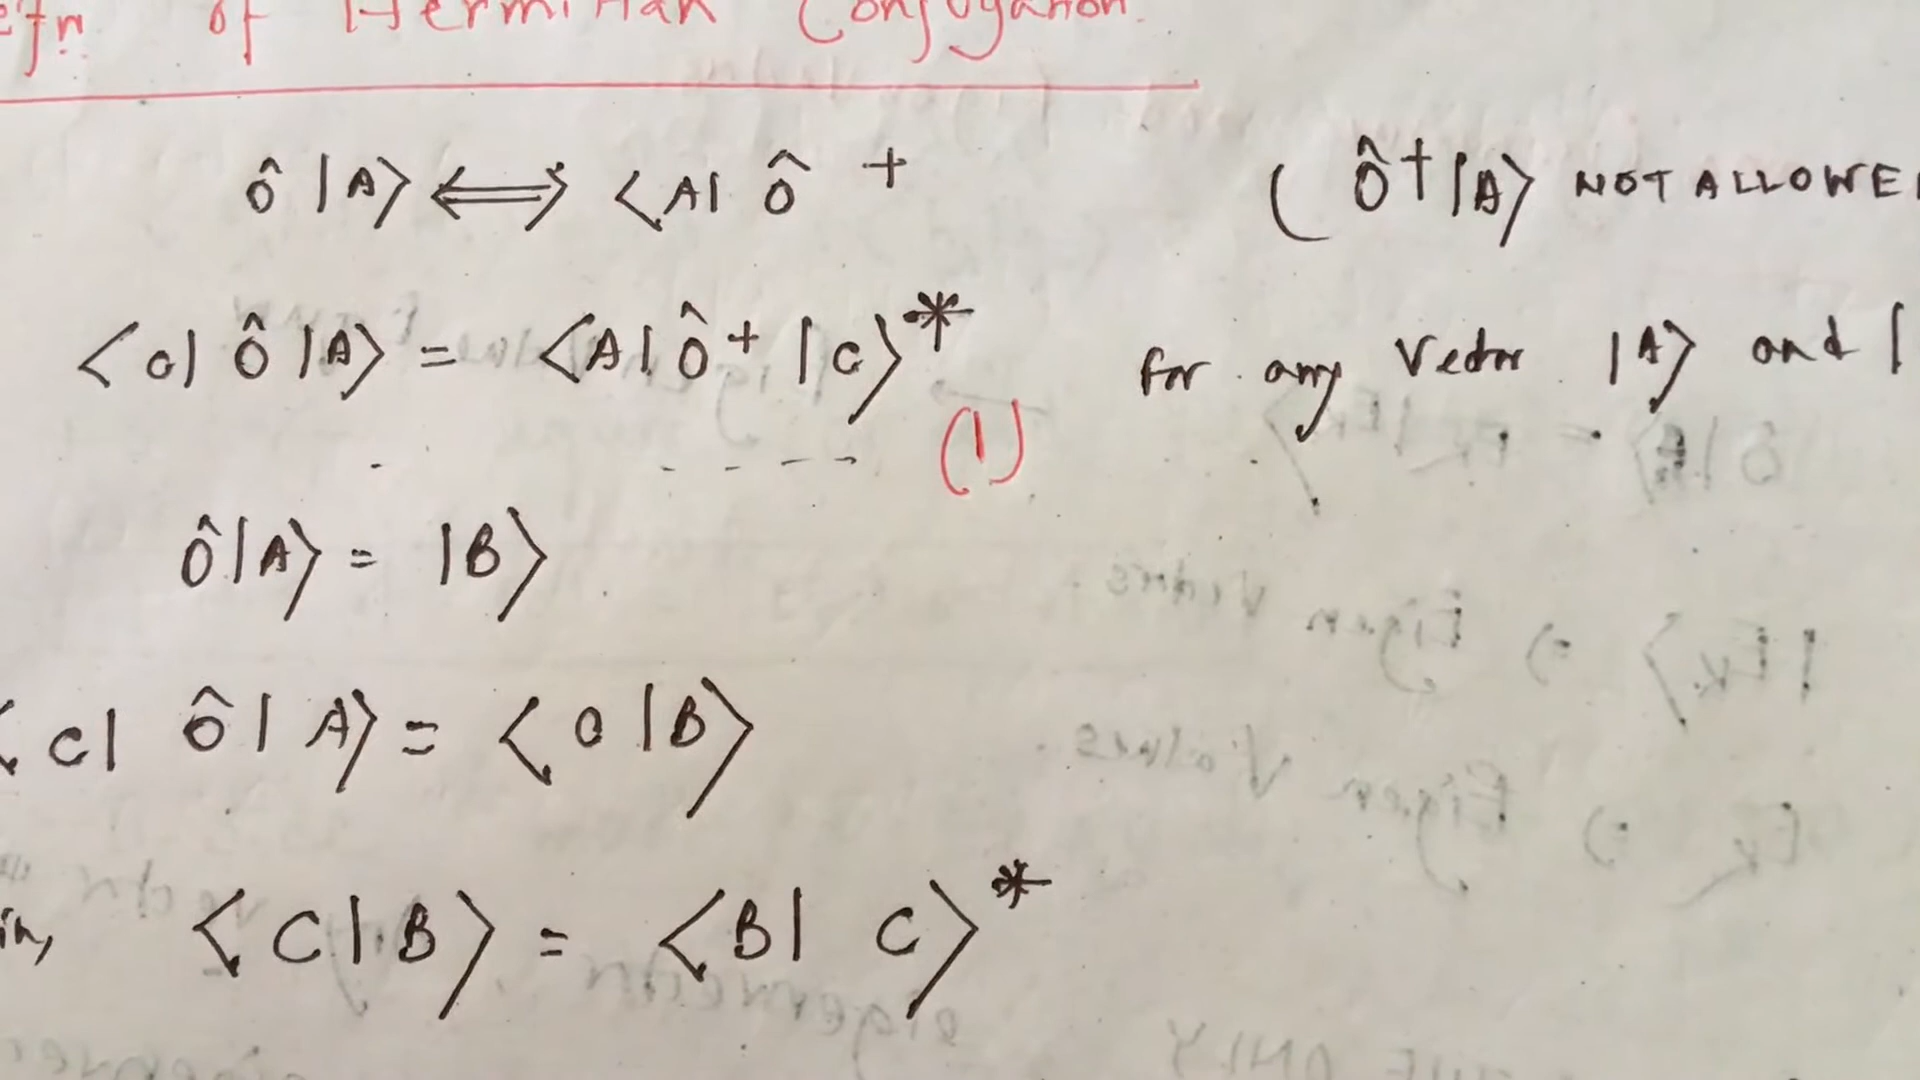 of Hermitian Conjugation.
Ô |A⟩ ⟺ ⟨A| Ô + ( Ô† |A⟩ NOT ALLOWE
⟨C| Ô |A⟩ = ⟨A| Ô+ |C⟩* for any Vector |A⟩ and |
- - - - (1)
Ô|A⟩ = |B⟩
⟨C| Ô | A⟩ = ⟨C |B⟩
⟨C| B⟩ = ⟨B| C⟩*